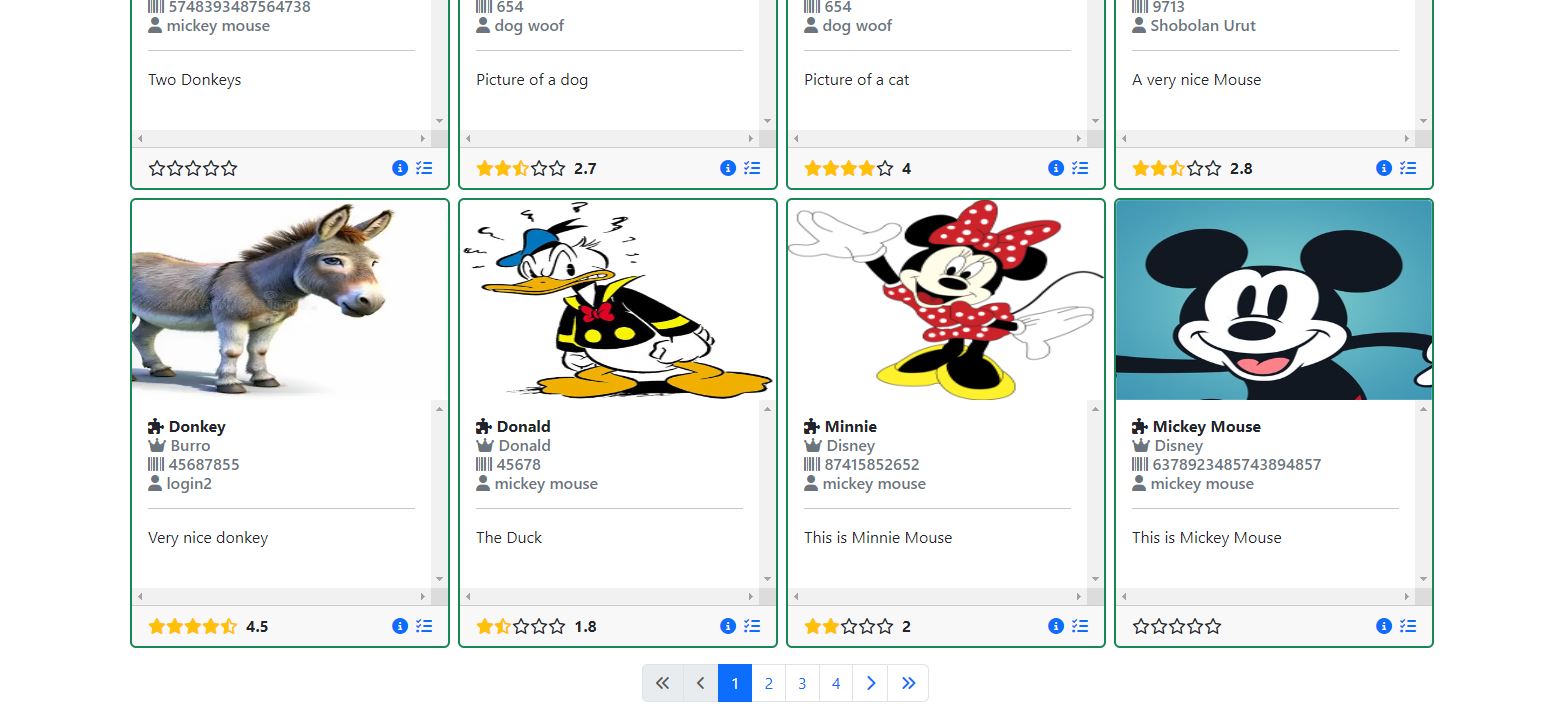 5748393487564738
mickey mouse
Two Donkeys
654
dog woof
Picture of a dog
2.7
654
dog woof
Picture of a cat
4
9713
Shobolan Urut
A very nice Mouse
2.8
Donkey
Burro
45687855
login2
Very nice donkey
4.5
Donald
Donald
45678
mickey mouse
The Duck
1.8
Minnie
Disney
87415852652
mickey mouse
This is Minnie Mouse
2
Mickey Mouse
Disney
6378923485743894857
mickey mouse
This is Mickey Mouse
« ‹ 1 2 3 4 › »